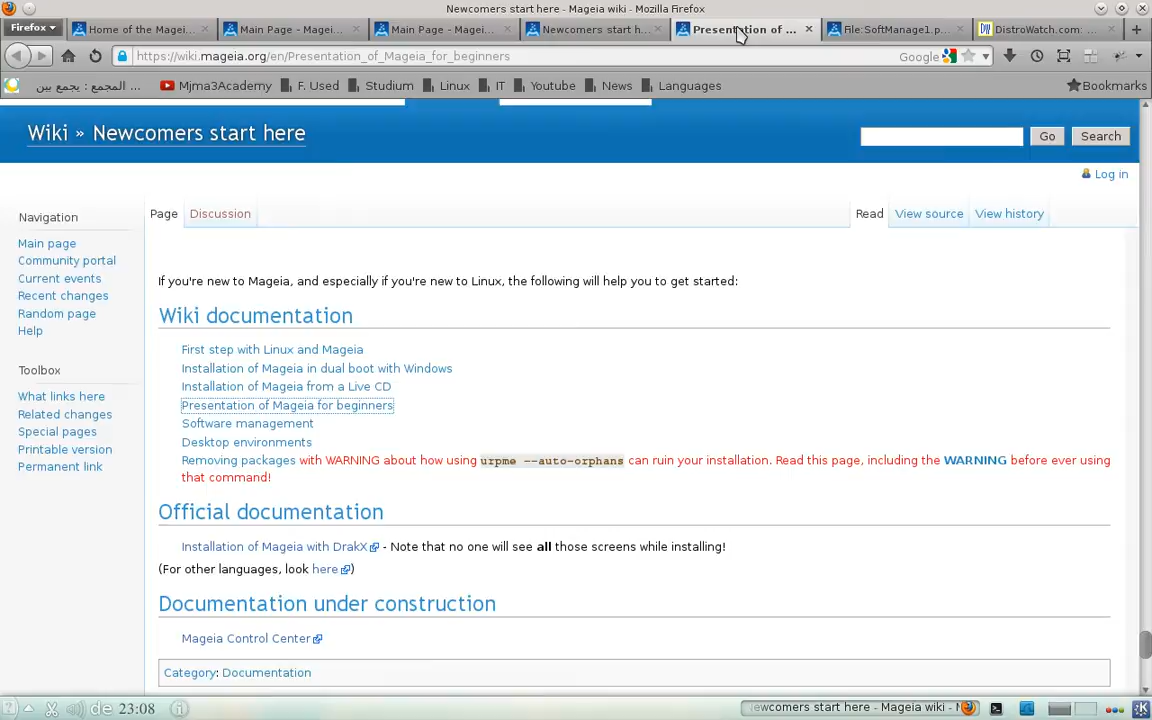 Newcomers start here - Mageia wiki - Mozilla Firefox
Firefox
Home of the Mageia...
Main Page - Mageia...
Main Page - Mageia...
Newcomers start h...
Presentation of ...
File:SoftManage1.p...
DistroWatch.com: ...
https://wiki.mageia.org/en/Presentation_of_Mageia_for_beginners
Google
المجمع : يجمع بين ...
Mjma3Academy
F. Used
Studium
Linux
IT
Youtube
News
Languages
Bookmarks
Wiki » Newcomers start here
Go
Search
Log in
Navigation
Page
Discussion
Read
View source
View history
Main page
Community portal
Current events
Recent changes
Random page
Help
Toolbox
What links here
Related changes
Special pages
Printable version
Permanent link
If you're new to Mageia, and especially if you're new to Linux, the following will help you to get started:
Wiki documentation
First step with Linux and Mageia
Installation of Mageia in dual boot with Windows
Installation of Mageia from a Live CD
Presentation of Mageia for beginners
Software management
Desktop environments
Removing packages with WARNING about how using urpme --auto-orphans can ruin your installation. Read this page, including the WARNING before ever using
that command!
Official documentation
Installation of Mageia with DrakX - Note that no one will see all those screens while installing!
(For other languages, look here)
Documentation under construction
Mageia Control Center
Category: Documentation
de 23:08
ewcomers start here - Mageia wiki -